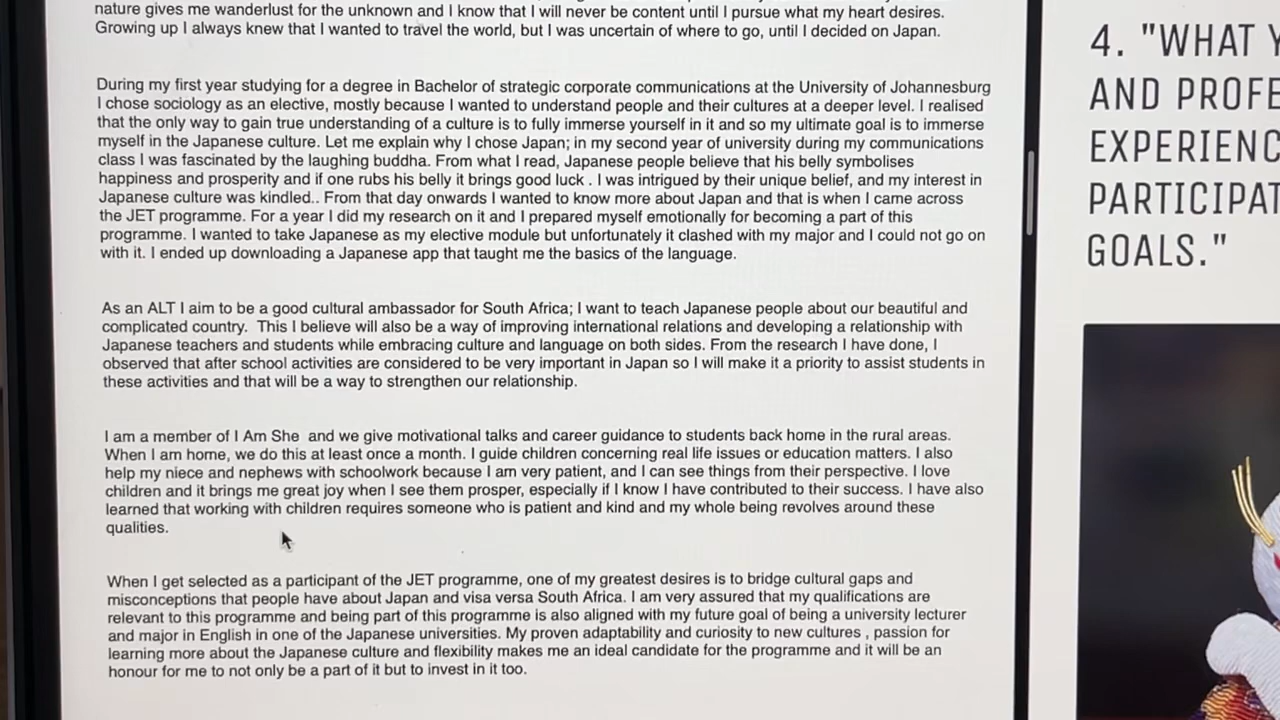 nature gives me wanderlust for the unknown and I know that I will never be content until I pursue what my heart desires.
Growing up I always knew that I wanted to travel the world, but I was uncertain of where to go, until I decided on Japan.
During my first year studying for a degree in Bachelor of strategic corporate communications at the University of Johannesburg
I chose sociology as an elective, mostly because I wanted to understand people and their cultures at a deeper level. I realised
that the only way to gain true understanding of a culture is to fully immerse yourself in it and so my ultimate goal is to immerse
myself in the Japanese culture. Let me explain why I chose Japan; in my second year of university during my communications
class I was fascinated by the laughing buddha. From what I read, Japanese people believe that his belly symbolises
happiness and prosperity and if one rubs his belly it brings good luck . I was intrigued by their unique belief, and my interest in
Japanese culture was kindled.. From that day onwards I wanted to know more about Japan and that is when I came across
the JET programme. For a year I did my research on it and I prepared myself emotionally for becoming a part of this
programme. I wanted to take Japanese as my elective module but unfortunately it clashed with my major and I could not go on
with it. I ended up downloading a Japanese app that taught me the basics of the language.
As an ALT I aim to be a good cultural ambassador for South Africa; I want to teach Japanese people about our beautiful and
complicated country.  This I believe will also be a way of improving international relations and developing a relationship with
Japanese teachers and students while embracing culture and language on both sides. From the research I have done, I
observed that after school activities are considered to be very important in Japan so I will make it a priority to assist students in
these activities and that will be a way to strengthen our relationship.
I am a member of I Am She  and we give motivational talks and career guidance to students back home in the rural areas.
When I am home, we do this at least once a month. I guide children concerning real life issues or education matters. I also
help my niece and nephews with schoolwork because I am very patient, and I can see things from their perspective. I love
children and it brings me great joy when I see them prosper, especially if I know I have contributed to their success. I have also
learned that working with children requires someone who is patient and kind and my whole being revolves around these
qualities.
When I get selected as a participant of the JET programme, one of my greatest desires is to bridge cultural gaps and
misconceptions that people have about Japan and visa versa South Africa. I am very assured that my qualifications are
relevant to this programme and being part of this programme is also aligned with my future goal of being a university lecturer
and major in English in one of the Japanese universities. My proven adaptability and curiosity to new cultures , passion for
learning more about the Japanese culture and flexibility makes me an ideal candidate for the programme and it will be an
honour for me to not only be a part of it but to invest in it too.
4. "WHAT Y
AND PROFE
EXPERIENC
PARTICIPAT
GOALS."